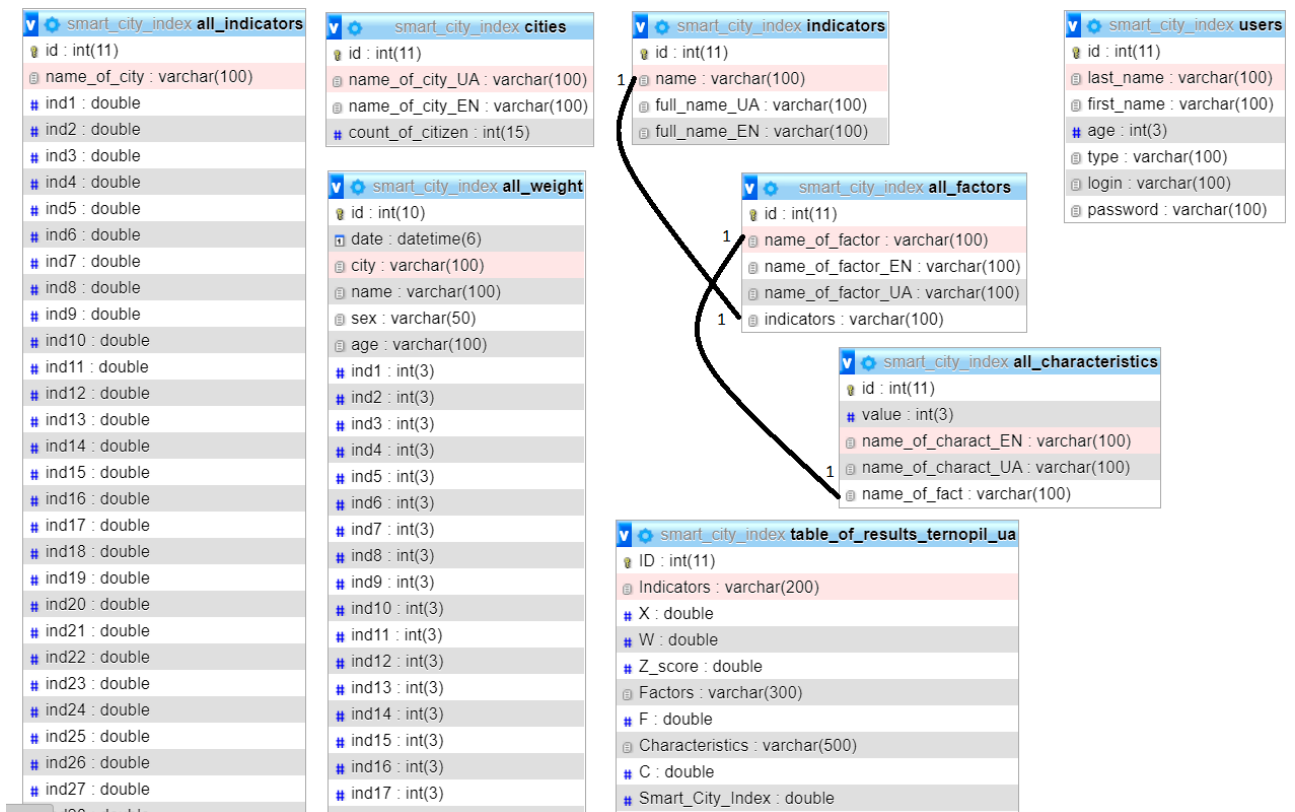 smart_city_index all_indicators
id : int(11)
name_of_city : varchar(100)
ind1 : double
ind2 : double
ind3 : double
ind4 : double
ind5 : double
ind6 : double
ind7 : double
ind8 : double
ind9 : double
ind10 : double
ind11 : double
ind12 : double
ind13 : double
ind14 : double
ind15 : double
ind16 : double
ind17 : double
ind18 : double
ind19 : double
ind20 : double
ind21 : double
ind22 : double
ind23 : double
ind24 : double
ind25 : double
ind26 : double
ind27 : double
smart_city_index cities
id : int(11)
name_of_city_UA : varchar(100)
name_of_city_EN : varchar(100)
count_of_citizen : int(15)
smart_city_index all_weight
id : int(10)
date : datetime(6)
city : varchar(100)
name : varchar(100)
sex : varchar(50)
age : varchar(100)
ind1 : int(3)
ind2 : int(3)
ind3 : int(3)
ind4 : int(3)
ind5 : int(3)
ind6 : int(3)
ind7 : int(3)
ind8 : int(3)
ind9 : int(3)
ind10 : int(3)
ind11 : int(3)
ind12 : int(3)
ind13 : int(3)
ind14 : int(3)
ind15 : int(3)
ind16 : int(3)
ind17 : int(3)
smart_city_index indicators
id : int(11)
1 name : varchar(100)
full_name_UA : varchar(100)
full_name_EN : varchar(100)
smart_city_index all_factors
id : int(11)
1 name_of_factor : varchar(100)
name_of_factor_EN : varchar(100)
name_of_factor_UA : varchar(100)
1 indicators : varchar(100)
smart_city_index all_characteristics
id : int(11)
value : int(3)
name_of_charact_EN : varchar(100)
name_of_charact_UA : varchar(100)
1 name_of_fact : varchar(100)
smart_city_index table_of_results_ternopil_ua
ID : int(11)
Indicators : varchar(200)
X : double
W : double
Z_score : double
Factors : varchar(300)
F : double
Characteristics : varchar(500)
C : double
Smart_City_Index : double
smart_city_index users
id : int(11)
last_name : varchar(100)
first_name : varchar(100)
age : int(3)
type : varchar(100)
login : varchar(100)
password : varchar(100)